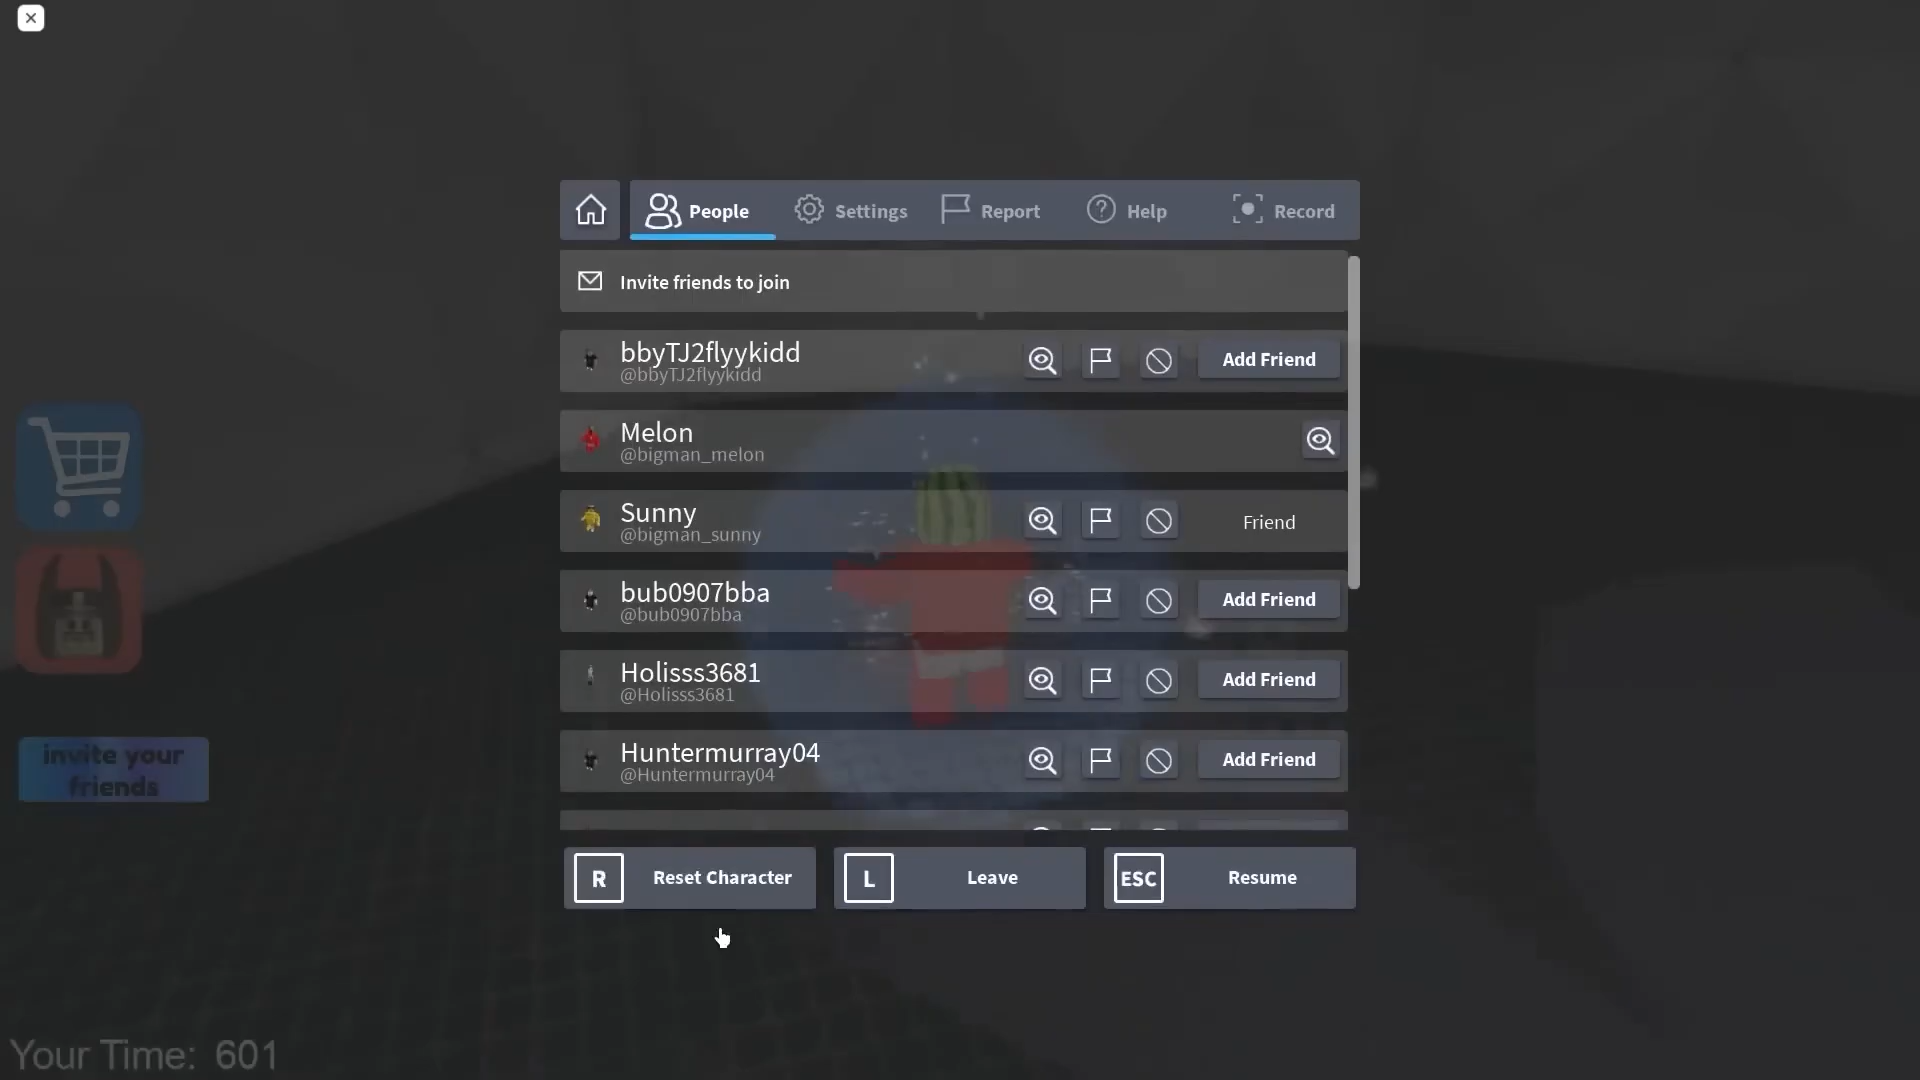 People
Settings
Report
Help
Record
Invite friends to join
bbyTJ2flyykidd
@bbyTJ2flyykidd
Add Friend
Melon
@bigman_melon
Sunny
@bigman_sunny
Friend
bub0907bba
@bub0907bba
Add Friend
Holisss3681
@Holisss3681
Add Friend
Huntermurray04
@Huntermurray04
Add Friend
invite your
friends
R Reset Character
L Leave
ESC Resume
Your Time: 601